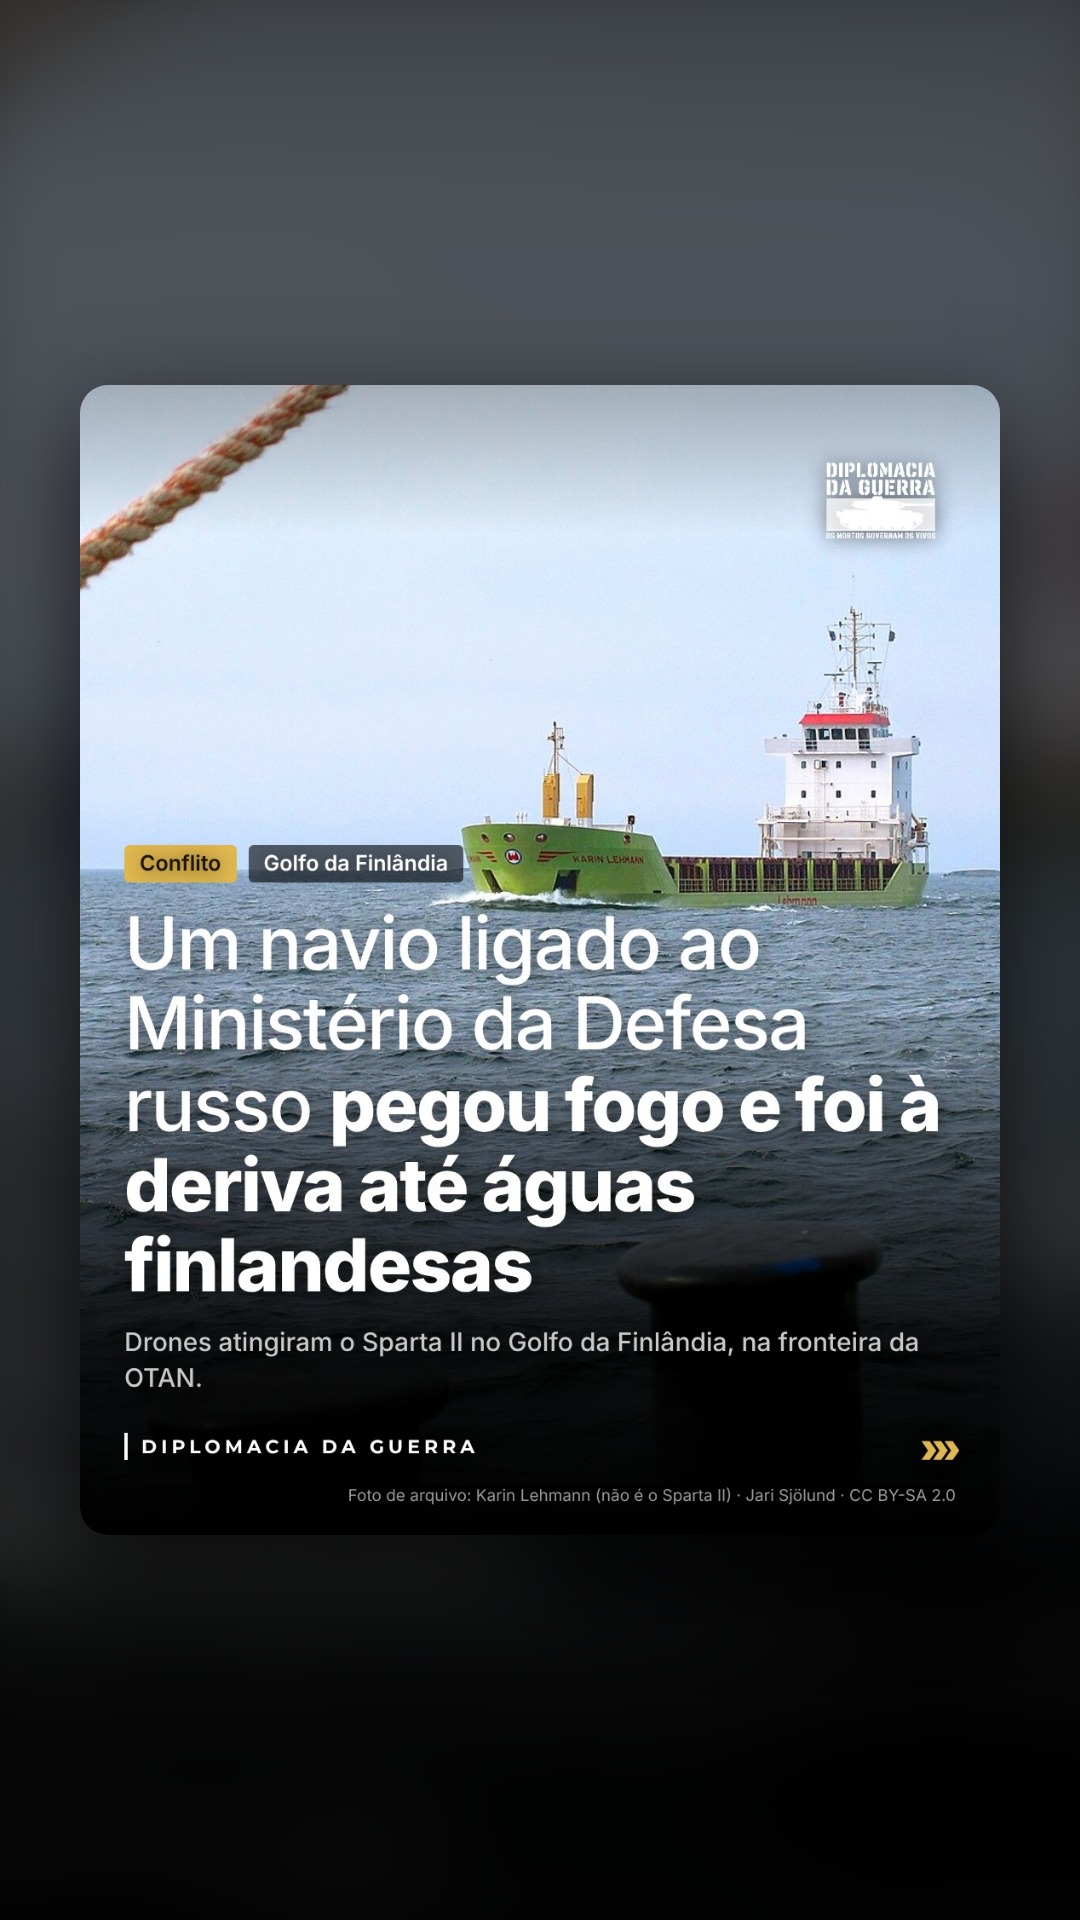 DIPLOMACIA
DA GUERRA
OS MORTOS GOVERNAM OS VIVOS
KARIN LEHMANN
Lehmann
Conflito
Golfo da Finlândia
Um navio ligado ao
Ministério da Defesa
russo pegou fogo e foi à
deriva até águas
finlandesas
Drones atingiram o Sparta II no Golfo da Finlândia, na fronteira da
OTAN.
DIPLOMACIA DA GUERRA
Foto de arquivo: Karin Lehmann (não é o Sparta II) · Jari Sjölund · CC BY-SA 2.0